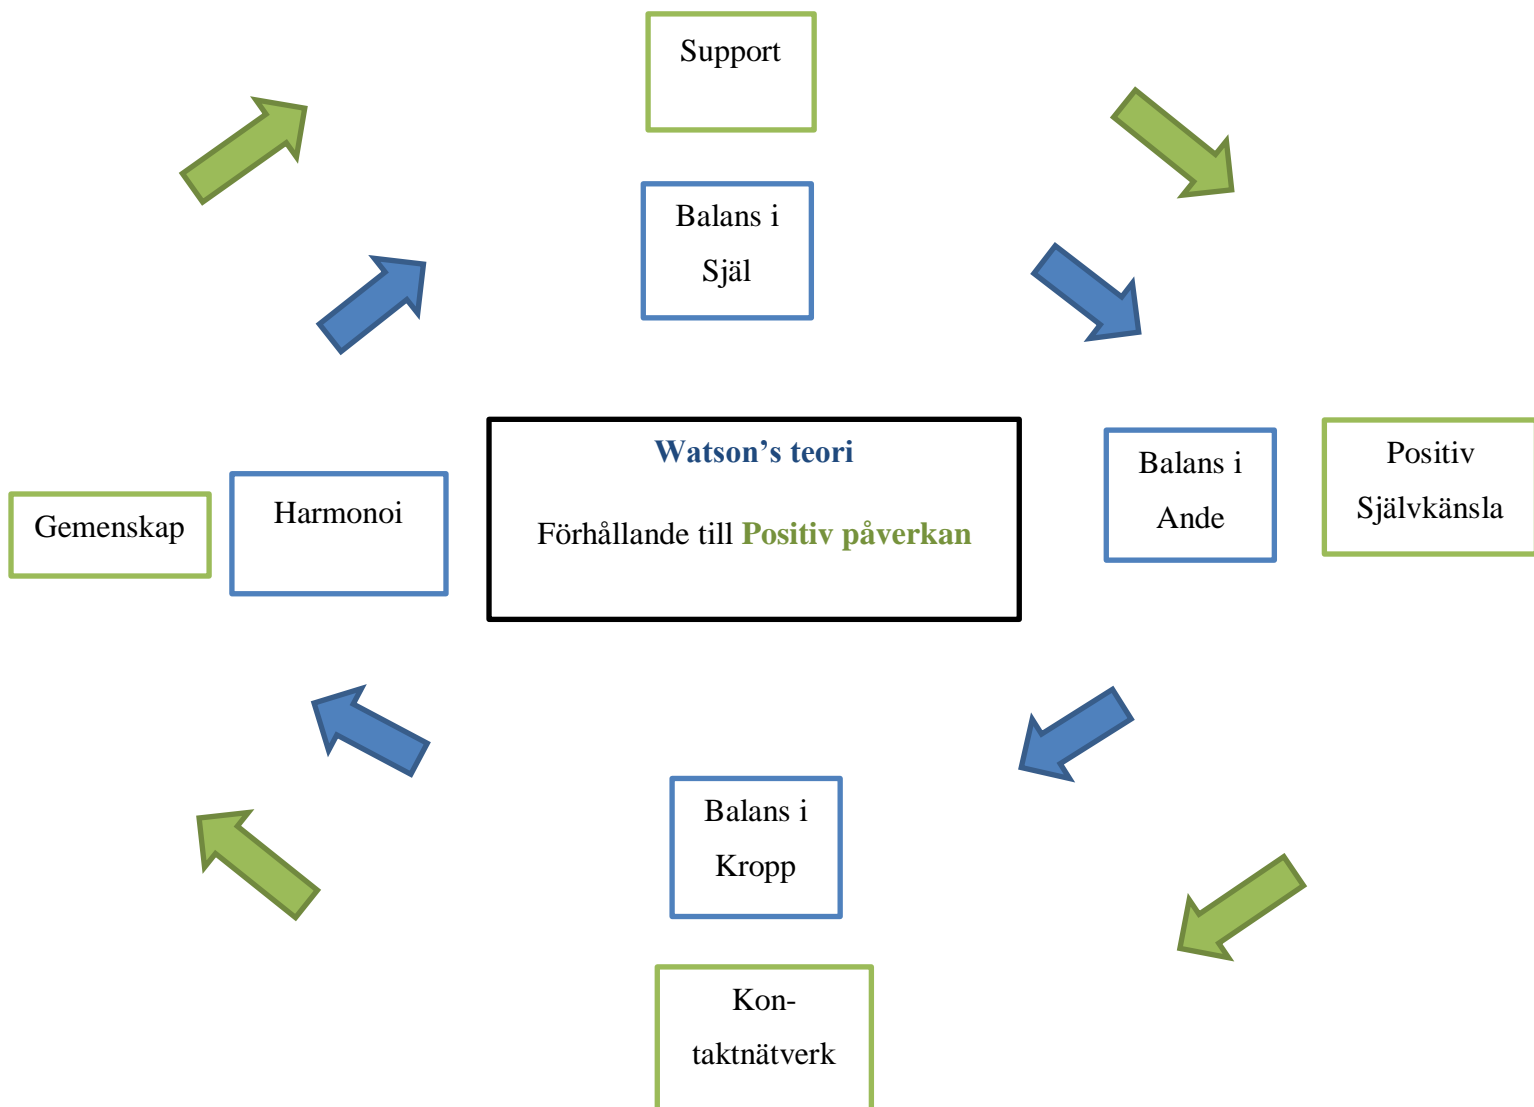 Support
Balans i
Själ
Watson’s teori
Förhållande till Positiv påverkan
Gemenskap
Harmonoi
Balans i
Ande
Positiv
Självkänsla
Balans i
Kropp
Kon-
taktnätverk